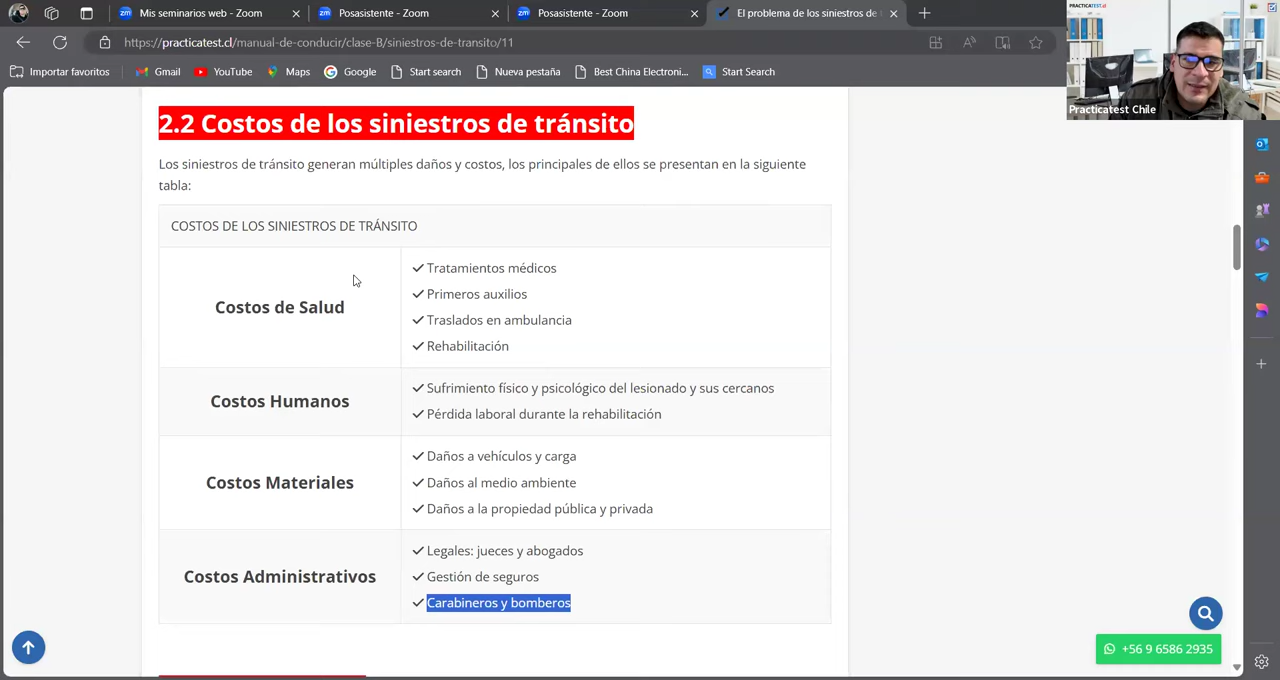 Mis seminarios web - Zoom
Posasistente - Zoom
Posasistente - Zoom
El problema de los siniestros de
https://practicatest.cl/manual-de-conducir/clase-B/siniestros-de-transito/11
Importar favoritos
Gmail
YouTube
Maps
Google
Start search
Nueva pestaña
Best China Electroni...
Start Search
PRACTICATEST.cl
Practicatest Chile
2.2 Costos de los siniestros de tránsito
Los siniestros de tránsito generan múltiples daños y costos, los principales de ellos se presentan en la siguiente
tabla:
COSTOS DE LOS SINIESTROS DE TRÁNSITO
Costos de Salud
Tratamientos médicos
Primeros auxilios
Traslados en ambulancia
Rehabilitación
Costos Humanos
Sufrimiento físico y psicológico del lesionado y sus cercanos
Pérdida laboral durante la rehabilitación
Costos Materiales
Daños a vehículos y carga
Daños al medio ambiente
Daños a la propiedad pública y privada
Costos Administrativos
Legales: jueces y abogados
Gestión de seguros
Carabineros y bomberos
+56 9 6586 2935